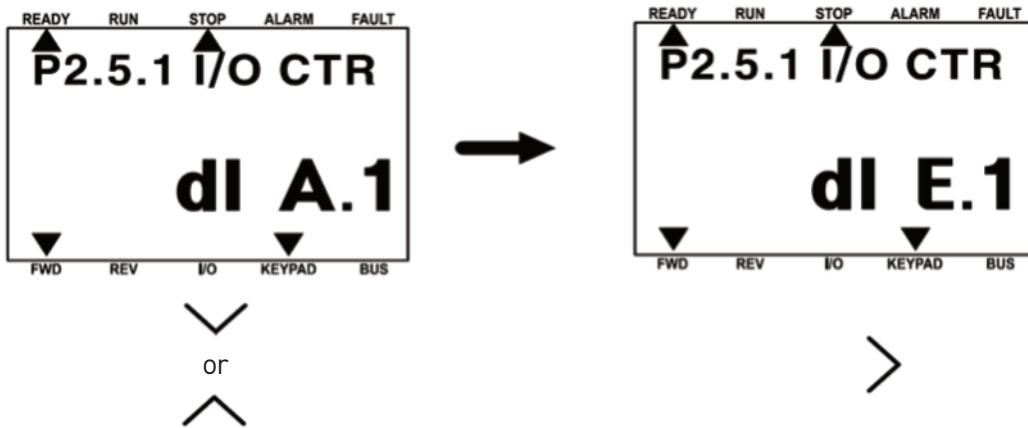 READY RUN STOP ALARM FAULT
P2.5.1 I/O CTR
dI A.1
FWD REV I/O KEYPAD BUS
or
READY RUN STOP ALARM FAULT
P2.5.1 I/O CTR
dI E.1
FWD REV I/O KEYPAD BUS